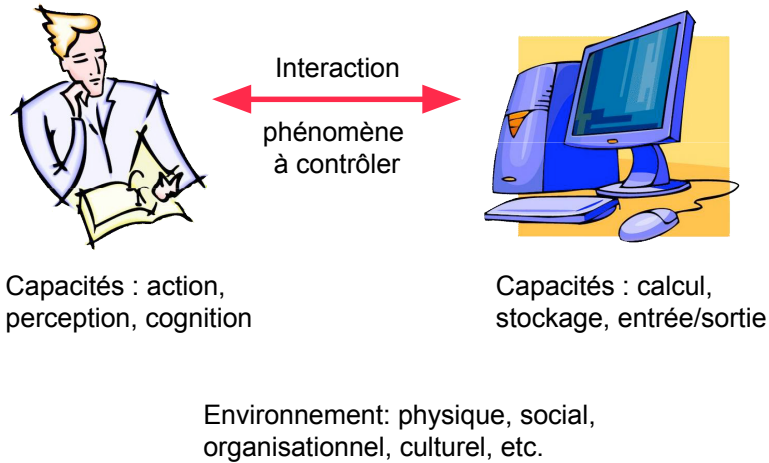 Interaction
phénomène
à contrôler
Capacités : action,
perception, cognition
Capacités : calcul,
stockage, entrée/sortie
Environnement: physique, social,
organisationnel, culturel, etc.